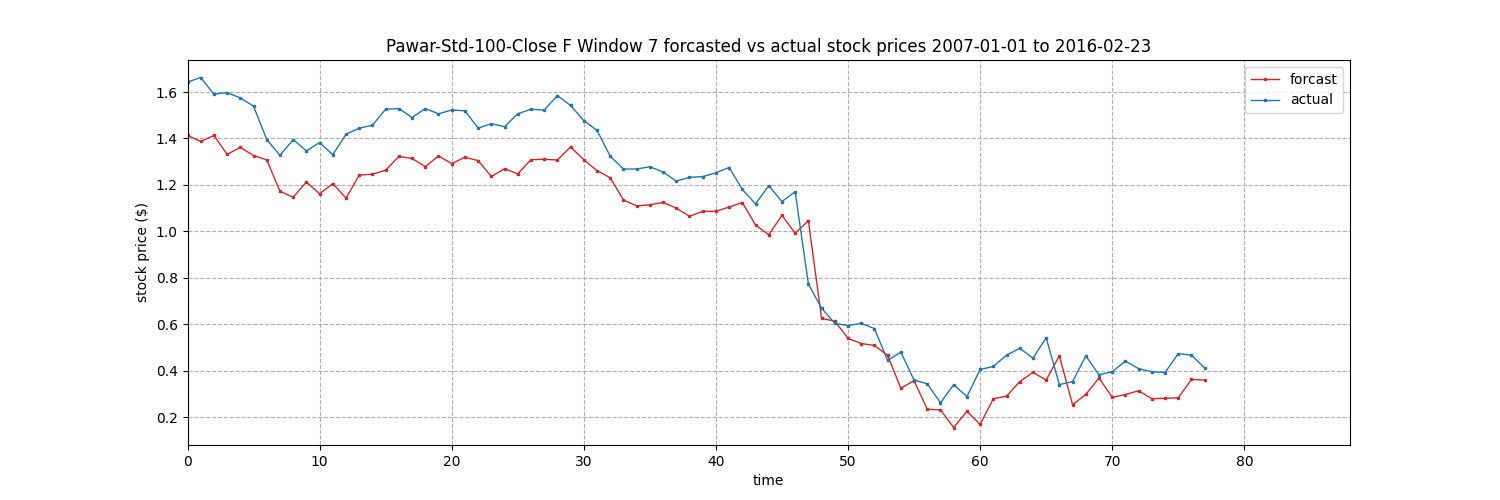 Pawar-Std-100-Close F Window 7 forcasted vs actual stock prices 2007-01-01 to 2016-02-23
forcast
actual
stock price ($)
1.6
1.4
1.2
1.0
0.8
0.6
0.4
0.2
0 10 20 30 40 50 60 70 80
time